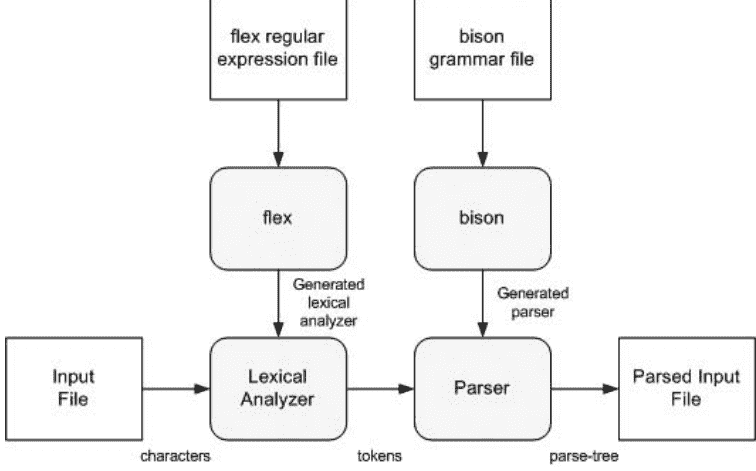 flex regular
expression file
bison
grammar file
flex
bison
Generated
lexical
analyzer
Generated
parser
Input
File
Lexical
Analyzer
Parser
Parsed Input
File
characters
tokens
parse-tree